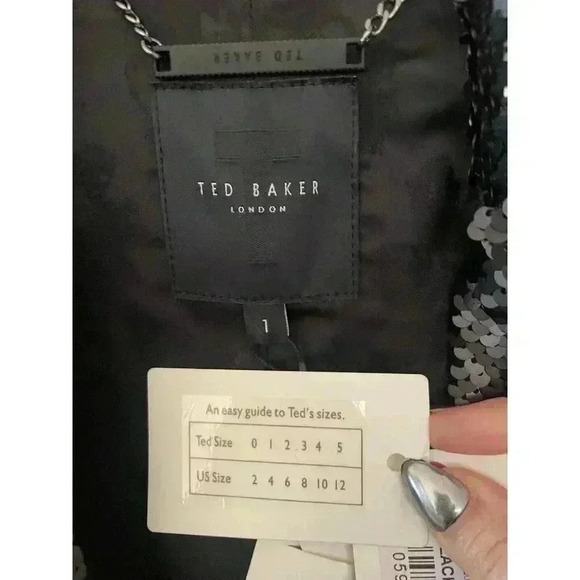 TED BAKER
TED BAKER
LONDON
1
An easy guide to Ted's sizes.
Ted Size 0 1 2 3 4 5
US Size 2 4 6 8 10 12
059